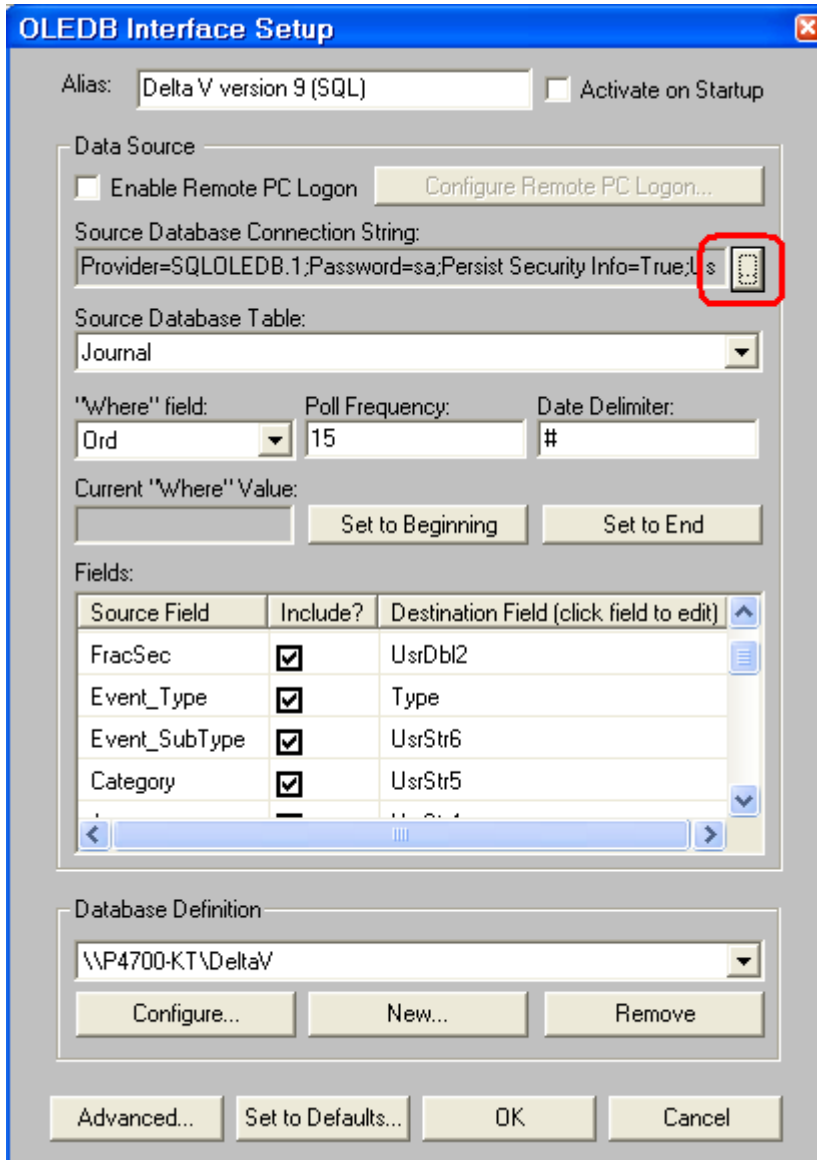 OLEDB Interface Setup
Alias: Delta V version 9 (SQL) Activate on Startup
Data Source
Enable Remote PC Logon Configure Remote PC Logon...
Source Database Connection String:
Provider=SQLOLEDB.1;Password=sa;Persist Security Info=True;Us ...
Source Database Table:
Journal
"Where" field: Poll Frequency: Date Delimiter:
Ord 15 #
Current "Where" Value:
Set to Beginning Set to End
Fields:
Source Field Include? Destination Field (click field to edit)
FracSec UsrDbl2
Event_Type Type
Event_SubType UsrStr6
Category UsrStr5
Database Definition
\\P4700-KT\DeltaV
Configure... New... Remove
Advanced... Set to Defaults... OK Cancel